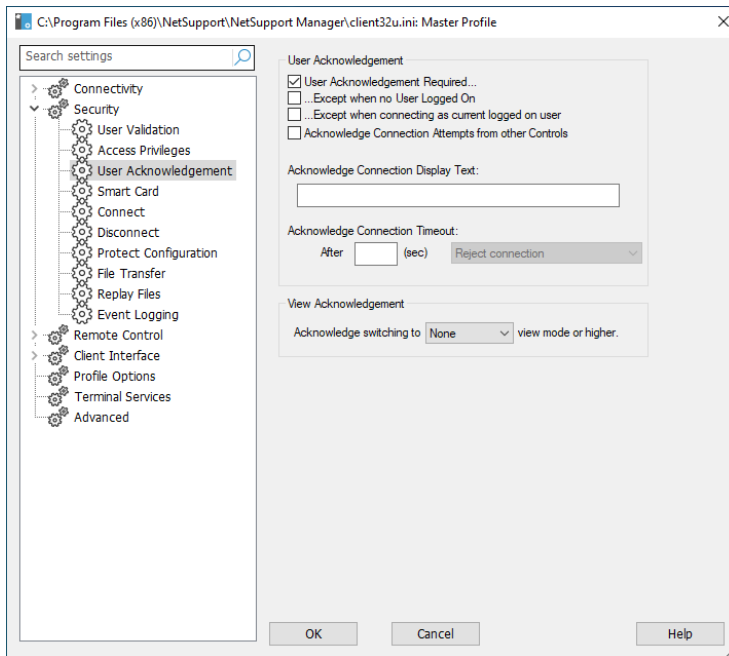 C:\Program Files (x86)\NetSupport\NetSupport Manager\client32u.ini: Master Profile
Search settings
Connectivity
Security
User Validation
Access Privileges
User Acknowledgement
Smart Card
Connect
Disconnect
Protect Configuration
File Transfer
Replay Files
Event Logging
Remote Control
Client Interface
Profile Options
Terminal Services
Advanced
User Acknowledgement
User Acknowledgement Required...
...Except when no User Logged On
...Except when connecting as current logged on user
Acknowledge Connection Attempts from other Controls
Acknowledge Connection Display Text:
Acknowledge Connection Timeout:
After (sec) Reject connection
View Acknowledgement
Acknowledge switching to None view mode or higher.
OK Cancel Help